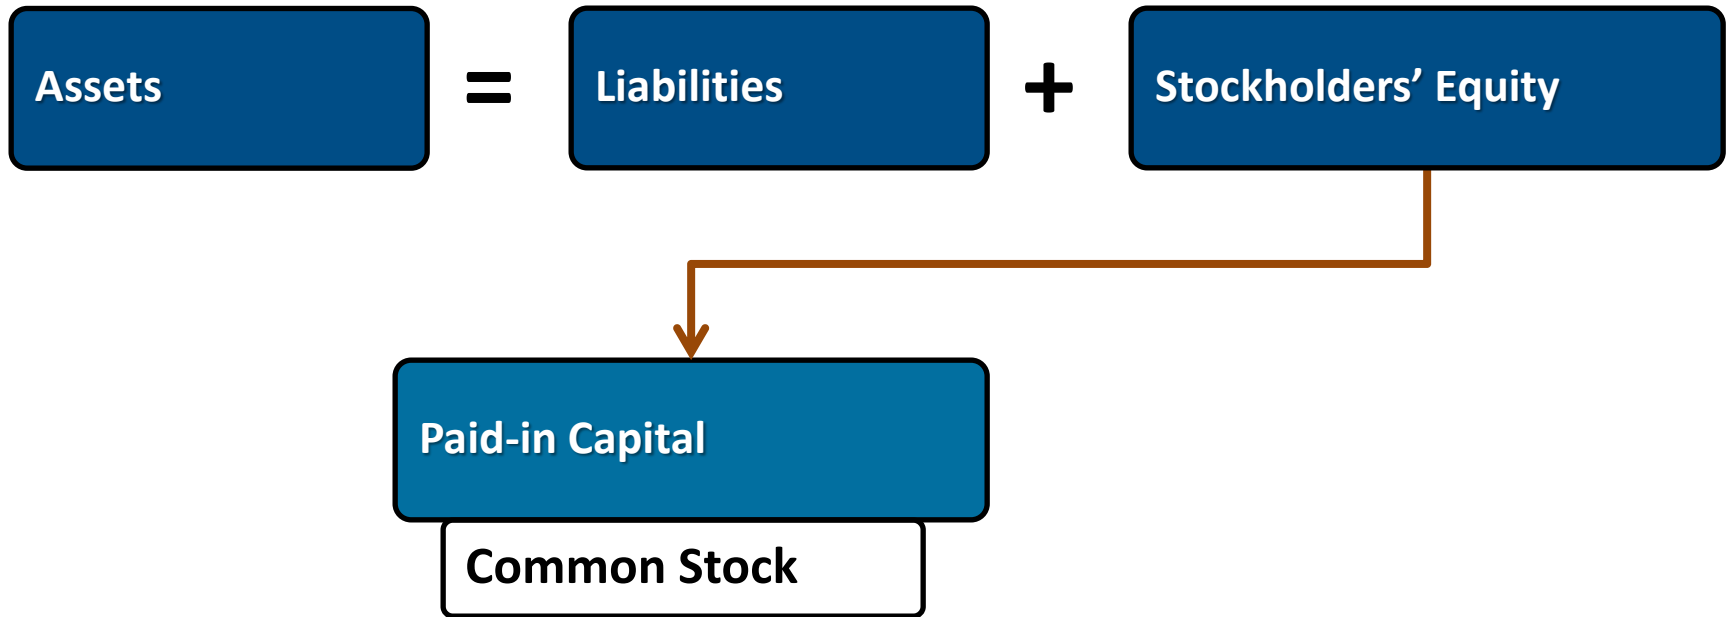 Assets = Liabilities + Stockholders’ Equity
Paid-in Capital
Common Stock